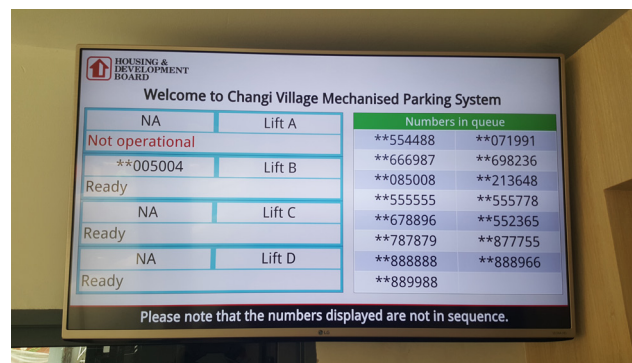 HOUSING &
DEVELOPMENT
BOARD
Welcome to Changi Village Mechanised Parking System
NA Lift A
Not operational
**005004 Lift B
Ready
NA Lift C
Ready
NA Lift D
Ready
Numbers in queue
**554488 **071991
**666987 **698236
**085008 **213648
**555555 **555778
**678896 **552365
**787879 **877755
**888888 **888966
**889988
Please note that the numbers displayed are not in sequence.
LG